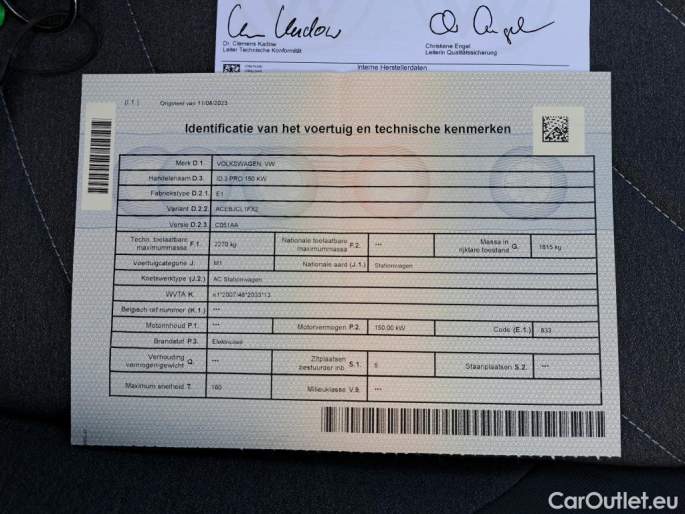 Dr. Clemens Kadow
Leiter Technische Konformität
Christiane Engel
Leiterin Qualitätssicherung
Interne Herstellerdaten
(I.1.) Origineel van 11/08/2023
Identificatie van het voertuig en technische kenmerken
Merk D.1. VOLKSWAGEN, VW
Handelsnaam D.3. ID.3 PRO 150 KW
Fabriekstype D.2.1. E1
Variant D.2.2.
Versie D.2.3.
Techn. toelaatbare maximummassa F.1. 2270 kg Nationale toelaatbare maximummassa F.2. --- Massa in rijklare toestand G. 1815 kg
Voertuigcategorie J. M1 Nationale aard (J.1.) Stationwagen
Koetswerktype (J.2.) AC Stationwagen
WVTA K. e1*2007/46*2033*13
Belgisch ref nummer (K.1.) ---
Motorinhoud P.1. --- Motorvermogen P.2. 150,00 kW Code (E.1.) 833
Brandstof P.3. Elektriciteit
Verhouding vermogen/gewicht Q. --- Zitplaatsen bestuurder inb. S.1. 5 Staanplaatsen S.2. ---
Maximum snelheid T. 160 Milieuklasse V.9. ---
CarOutlet.eu